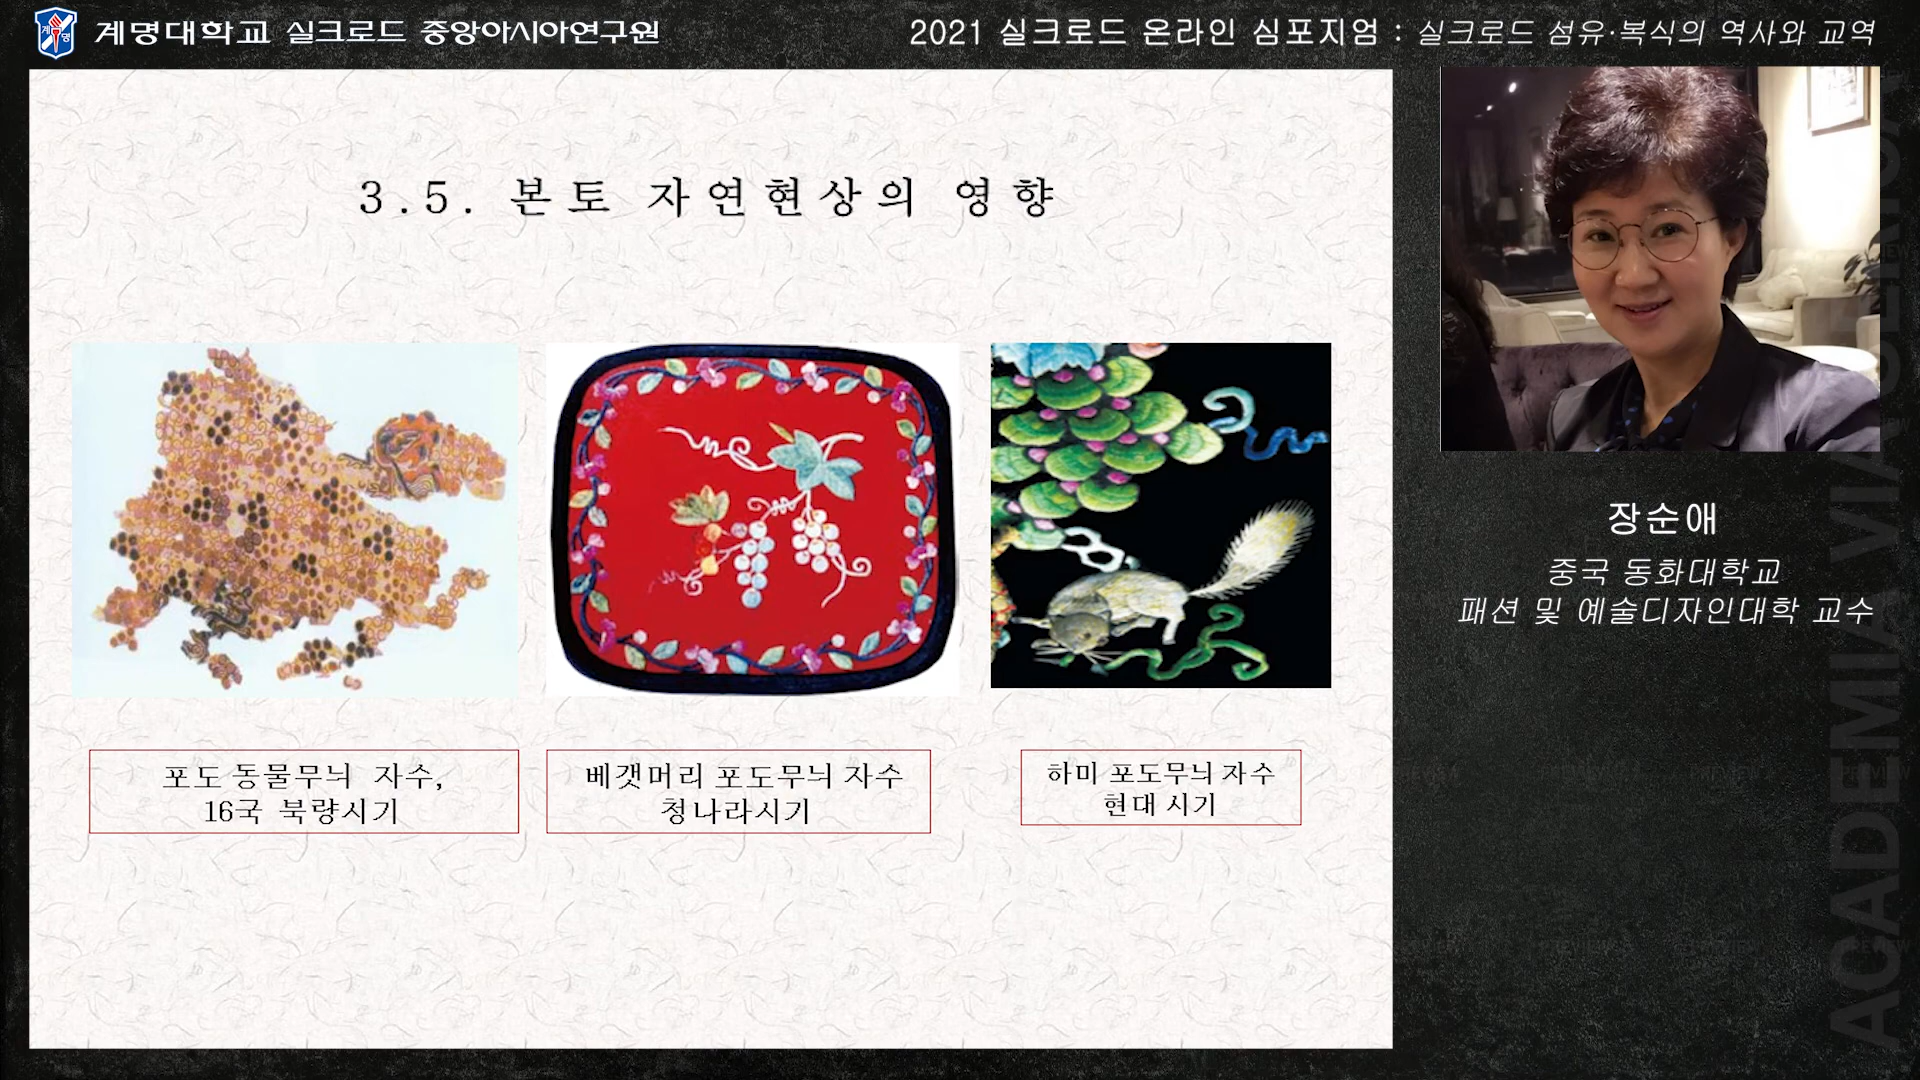 계명대학교 실크로드 중앙아시아연구원
2021 실크로드 온라인 심포지엄 : 실크로드 섬유·복식의 역사와 교역
3.5. 본토 자연현상의 영향
포도 동물무늬 자수,
16국 북량시기
베갯머리 포도무늬 자수
청나라시기
하미 포도무늬 자수
현대 시기
장순애
중국 동화대학교
패션 및 예술디자인대학 교수
ACADEMIA VIA SERICA